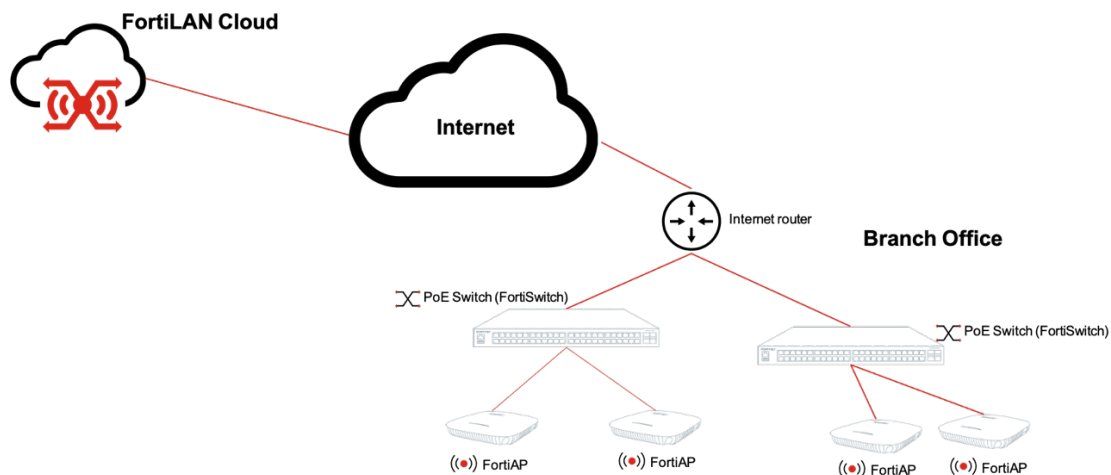 FortiLAN Cloud
Internet
Internet router
Branch Office
PoE Switch (FortiSwitch)
PoE Switch (FortiSwitch)
FortiAP
FortiAP
FortiAP
FortiAP